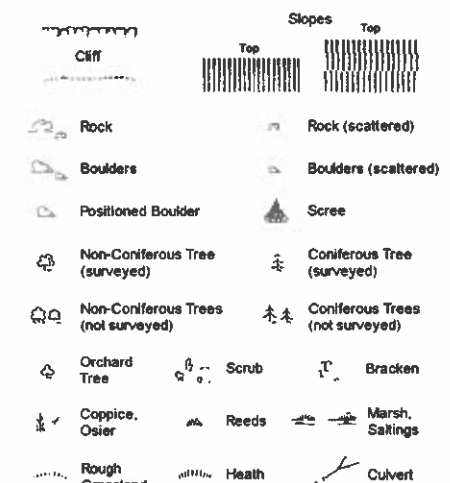 Slopes
Top
Top
Cliff
Rock
Rock (scattered)
Boulders
Boulders (scattered)
Positioned Boulder
Scree
Non-Coniferous Tree
(surveyed)
Coniferous Tree
(surveyed)
Non-Coniferous Trees
(not surveyed)
Coniferous Trees
(not surveyed)
Orchard
Tree
Scrub
Bracken
Coppice,
Osier
Reeds
Marsh,
Saltings
Rough
Heath
Culvert